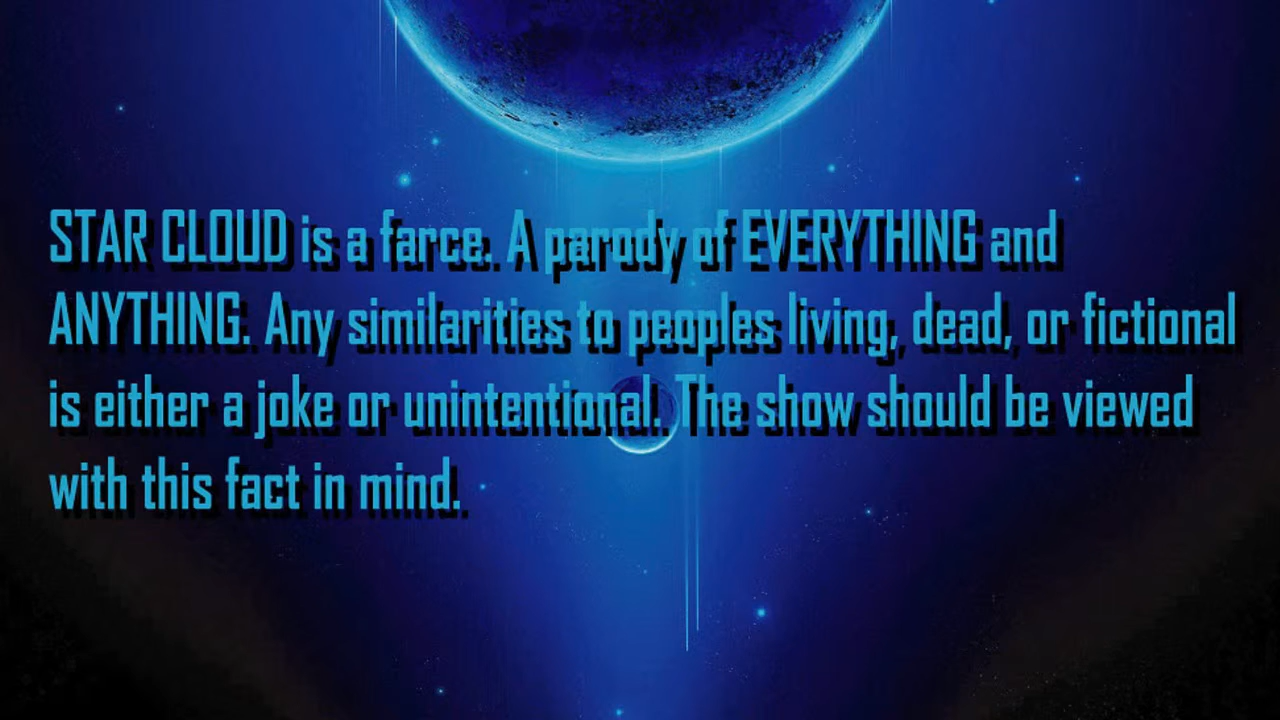 STAR CLOUD is a farce. A parody of EVERYTHING and
ANYTHING. Any similarities to peoples living, dead, or fictional
is either a joke or unintentional. The show should be viewed
with this fact in mind.